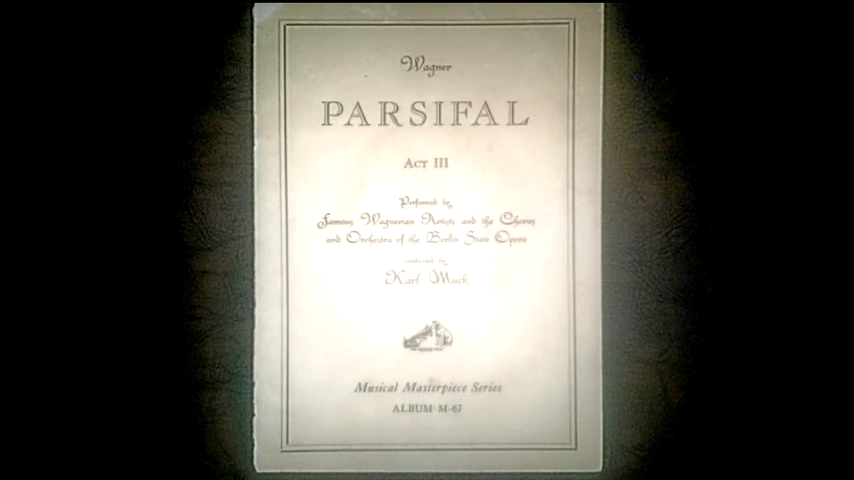 Wagner
PARSIFAL
ACT III
Performed by
Famous Wagnerian Artists and the Chorus
and Orchestra of the Berlin State Opera
conducted by
Karl Muck
Musical Masterpiece Series
ALBUM M-67